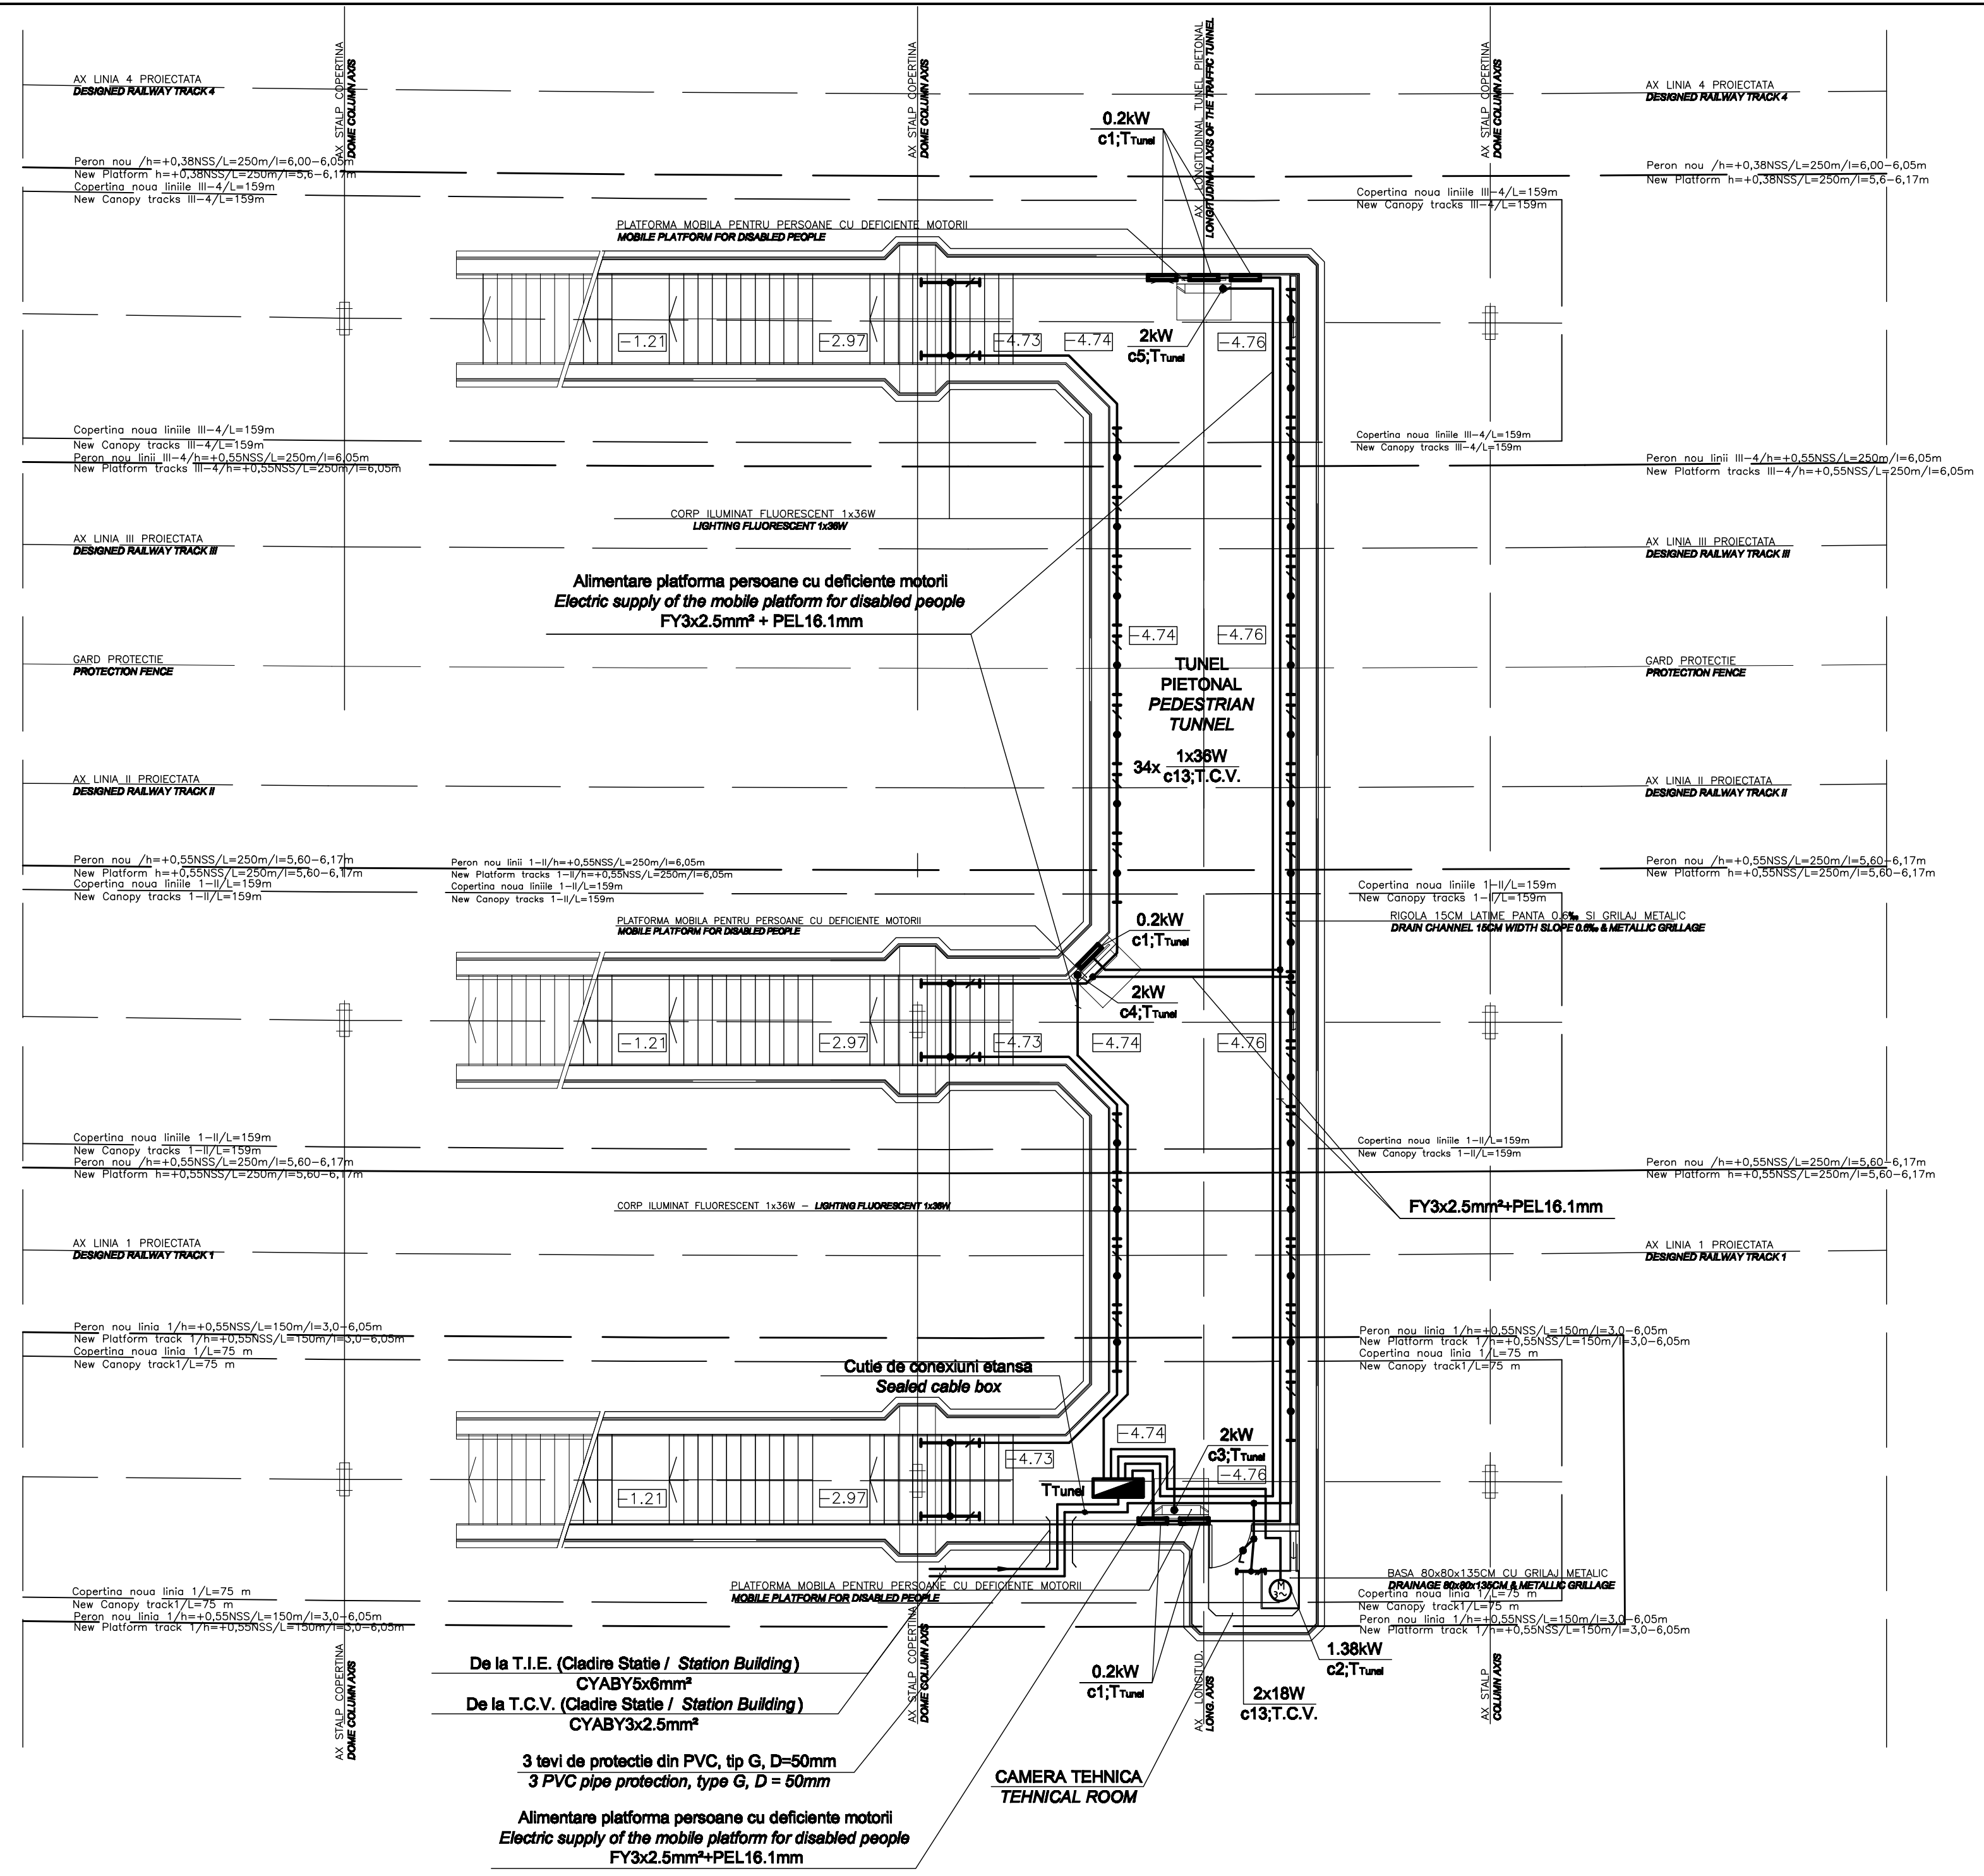 AX STALP COPERTINA
DOME COLUMN AXIS
AX STALP COPERTINA
DOME COLUMN AXIS
AX LONGITUDINAL TUNEL PIETONAL
LONGITUDINAL AXIS OF THE TRAFFIC TUNNEL
AX STALP COPERTINA
DOME COLUMN AXIS
AX LINIA 4 PROIECTATA
DESIGNED RAILWAY TRACK 4
AX LINIA 4 PROIECTATA
DESIGNED RAILWAY TRACK 4
0.2kW
c1;TTunel
Peron nou /h=+0,38NSS/L=250m/l=6,00-6,05m
New Platform h=+0,38NSS/L=250m/l=5,6-6,17m
Copertina noua liniile III-4/L=159m
New Canopy tracks III-4/L=159m
Peron nou /h=+0,38NSS/L=250m/l=6,00-6,05m
New Platform h=+0,38NSS/L=250m/l=5,6-6,17m
Copertina noua liniile III-4/L=159m
New Canopy tracks III-4/L=159m
PLATFORMA MOBILA PENTRU PERSOANE CU DEFICIENTE MOTORII
MOBILE PLATFORM FOR DISABLED PEOPLE
-1.21
-2.97
-4.73
-4.74
-4.76
2kW
c5;TTunel
Copertina noua liniile III-4/L=159m
New Canopy tracks III-4/L=159m
Peron nou linii III-4/h=+0,55NSS/L=250m/l=6,05m
New Platform tracks III-4/h=+0,55NSS/L=250m/l=6,05m
Copertina noua liniile III-4/L=159m
New Canopy tracks III-4/L=159m
Peron nou linii III-4/h=+0,55NSS/L=250m/l=6,05m
New Platform tracks III-4/h=+0,55NSS/L=250m/l=6,05m
CORP ILUMINAT FLUORESCENT 1x36W
LIGHTING FLUORESCENT 1x36W
AX LINIA III PROIECTATA
DESIGNED RAILWAY TRACK III
AX LINIA III PROIECTATA
DESIGNED RAILWAY TRACK III
Alimentare platforma persoane cu deficiente motorii
Electric supply of the mobile platform for disabled people
FY3x2.5mm² + PEL16.1mm
-4.74
-4.76
GARD PROTECTIE
PROTECTION FENCE
GARD PROTECTIE
PROTECTION FENCE
TUNEL
PIETONAL
PEDESTRIAN
TUNNEL
34x 1x36W
c13;T.C.V.
AX LINIA II PROIECTATA
DESIGNED RAILWAY TRACK II
AX LINIA II PROIECTATA
DESIGNED RAILWAY TRACK II
Peron nou /h=+0,55NSS/L=250m/l=5,60-6,17m
New Platform h=+0,55NSS/L=250m/l=5,60-6,17m
Copertina noua liniile 1-II/L=159m
New Canopy tracks 1-II/L=159m
Peron nou linii 1-II/h=+0,55NSS/L=250m/l=6,05m
New Platform tracks 1-II/h=+0,55NSS/L=250m/l=6,05m
Copertina noua liniile 1-II/L=159m
New Canopy tracks 1-II/L=159m
Peron nou /h=+0,55NSS/L=250m/l=5,60-6,17m
New Platform h=+0,55NSS/L=250m/l=5,60-6,17m
Copertina noua liniile 1-II/L=159m
New Canopy tracks 1-II/L=159m
RIGOLA 15CM LATIME PANTA 0.6‰ SI GRILAJ METALIC
DRAIN CHANNEL 15CM WIDTH SLOPE 0.6‰ & METALLIC GRILLAGE
PLATFORMA MOBILA PENTRU PERSOANE CU DEFICIENTE MOTORII
MOBILE PLATFORM FOR DISABLED PEOPLE
0.2kW
c1;TTunel
2kW
c4;TTunel
-1.21
-2.97
-4.73
-4.74
-4.76
Copertina noua liniile 1-II/L=159m
New Canopy tracks 1-II/L=159m
Peron nou /h=+0,55NSS/L=250m/l=5,60-6,17m
New Platform h=+0,55NSS/L=250m/l=5,60-6,17m
Copertina noua liniile 1-II/L=159m
New Canopy tracks 1-II/L=159m
Peron nou /h=+0,55NSS/L=250m/l=5,60-6,17m
New Platform h=+0,55NSS/L=250m/l=5,60-6,17m
CORP ILUMINAT FLUORESCENT 1x36W - LIGHTING FLUORESCENT 1x36W
FY3x2.5mm²+PEL16.1mm
AX LINIA 1 PROIECTATA
DESIGNED RAILWAY TRACK 1
AX LINIA 1 PROIECTATA
DESIGNED RAILWAY TRACK 1
Peron nou linia 1/h=+0,55NSS/L=150m/l=3,0-6,05m
New Platform track 1/h=+0,55NSS/L=150m/l=3,0-6,05m
Copertina noua linia 1/L=75 m
New Canopy track1/L=75 m
Peron nou linia 1/h=+0,55NSS/L=150m/l=3,0-6,05m
New Platform track 1/h=+0,55NSS/L=150m/l=3,0-6,05m
Copertina noua linia 1/L=75 m
New Canopy track1/L=75 m
Cutie de conexiuni etansa
Sealed cable box
-4.74
2kW
c3;TTunel
-4.73
-4.76
TTunel
-1.21
-2.97
PLATFORMA MOBILA PENTRU PERSOANE CU DEFICIENTE MOTORII
MOBILE PLATFORM FOR DISABLED PEOPLE
M
3~
BASA 80x80x135CM CU GRILAJ METALIC
DRAINAGE 80x80x135CM & METALLIC GRILLAGE
Copertina noua linia 1/L=75 m
New Canopy track1/L=75 m
Peron nou linia 1/h=+0,55NSS/L=150m/l=3,0-6,05m
New Platform track 1/h=+0,55NSS/L=150m/l=3,0-6,05m
Copertina noua linia 1/L=75 m
New Canopy track1/L=75 m
Peron nou linia 1/h=+0,55NSS/L=150m/l=3,0-6,05m
New Platform track 1/h=+0,55NSS/L=150m/l=3,0-6,05m
De la T.I.E. (Cladire Statie / Station Building)
CYABY5x6mm²
De la T.C.V. (Cladire Statie / Station Building)
CYABY3x2.5mm²
0.2kW
c1;TTunel
2x18W
c13;T.C.V.
1.38kW
c2;TTunel
AX STALP COPERTINA
DOME COLUMN AXIS
AX STALP COPERTINA
DOME COLUMN AXIS
AX LONGITUD.
LONG. AXIS
AX STALP
COLUMN AXIS
3 tevi de protectie din PVC, tip G, D=50mm
3 PVC pipe protection, type G, D = 50mm
CAMERA TEHNICA
TEHNICAL ROOM
Alimentare platforma persoane cu deficiente motorii
Electric supply of the mobile platform for disabled people
FY3x2.5mm²+PEL16.1mm